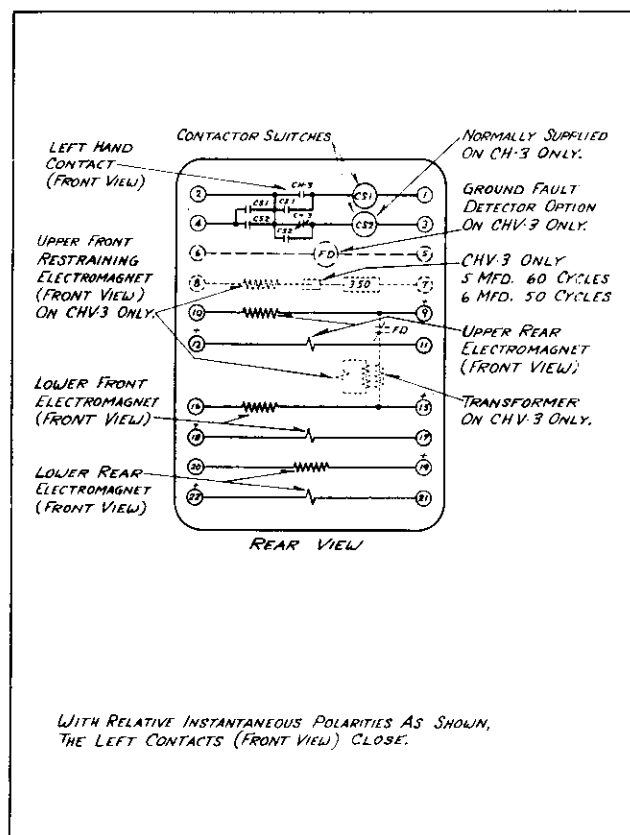 CONTACTOR SWITCHES
LEFT HAND
CONTACT
(FRONT VIEW)
NORMALLY SUPPLIED
ON CH-3 ONLY.
GROUND FAULT
DETECTOR OPTION
ON CHV-3 ONLY.
UPPER FRONT
RESTRAINING
ELECTROMAGNET
(FRONT VIEW)
ON CHV-3 ONLY.
CHV-3 ONLY
5 MFD. 60 CYCLES
6 MFD. 50 CYCLES
UPPER REAR
ELECTROMAGNET
(FRONT VIEW)
LOWER FRONT
ELECTROMAGNET
(FRONT VIEW)
TRANSFORMER
ON CHV-3 ONLY.
LOWER REAR
ELECTROMAGNET
(FRONT VIEW)
2 CH-3 CS1 1
CS1 CS1
4 CS2 CH-3 CS2 3
CS2
6 FD 5
8 350 7
10 + 9
FD
+ 12 11
16 + 15
+ 18 17
20 + 19
+ 22 21
REAR VIEW
WITH RELATIVE INSTANTANEOUS POLARITIES AS SHOWN,
THE LEFT CONTACTS (FRONT VIEW) CLOSE.